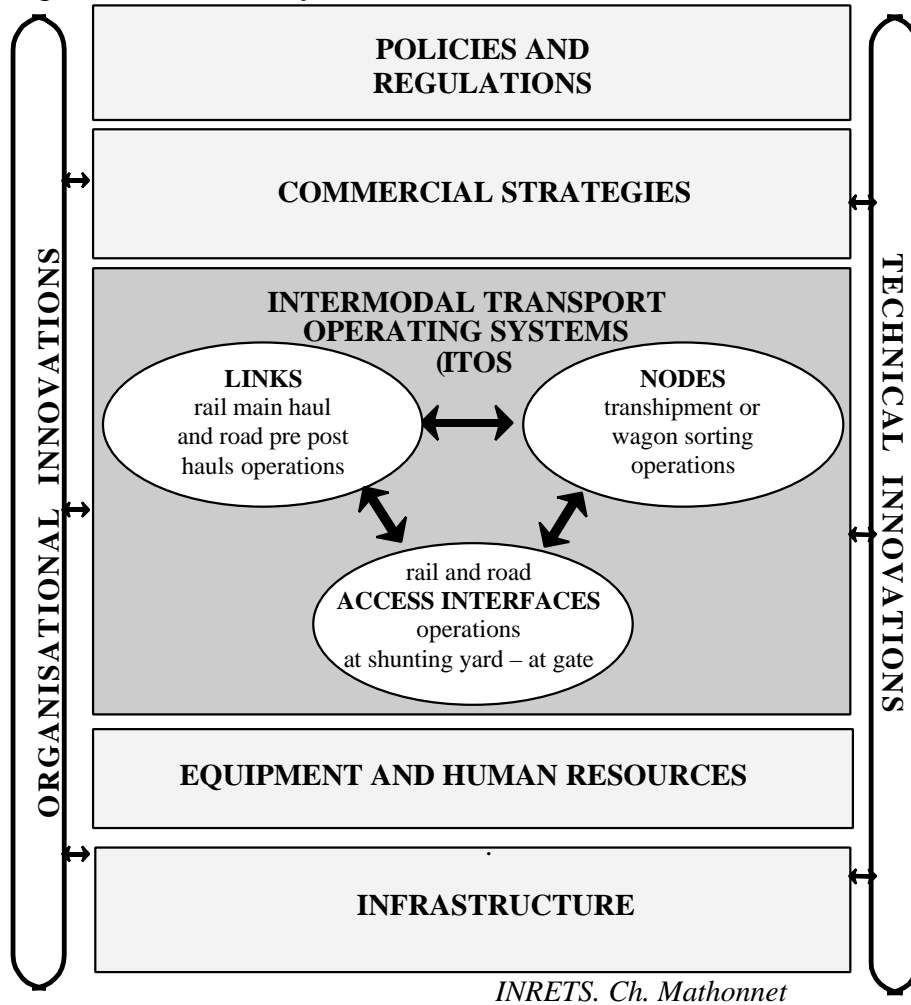 POLICIES AND
REGULATIONS
COMMERCIAL STRATEGIES
ORGANISATIONAL INNOVATIONS
TECHNICAL INNOVATIONS
INTERMODAL TRANSPORT
OPERATING SYSTEMS
(ITOS
LINKS
rail main haul
and road pre post
hauls operations
NODES
transhipment or
wagon sorting
operations
rail and road
ACCESS INTERFACES
operations
at shunting yard – at gate
EQUIPMENT AND HUMAN RESOURCES
.
INFRASTRUCTURE
INRETS. Ch. Mathonnet